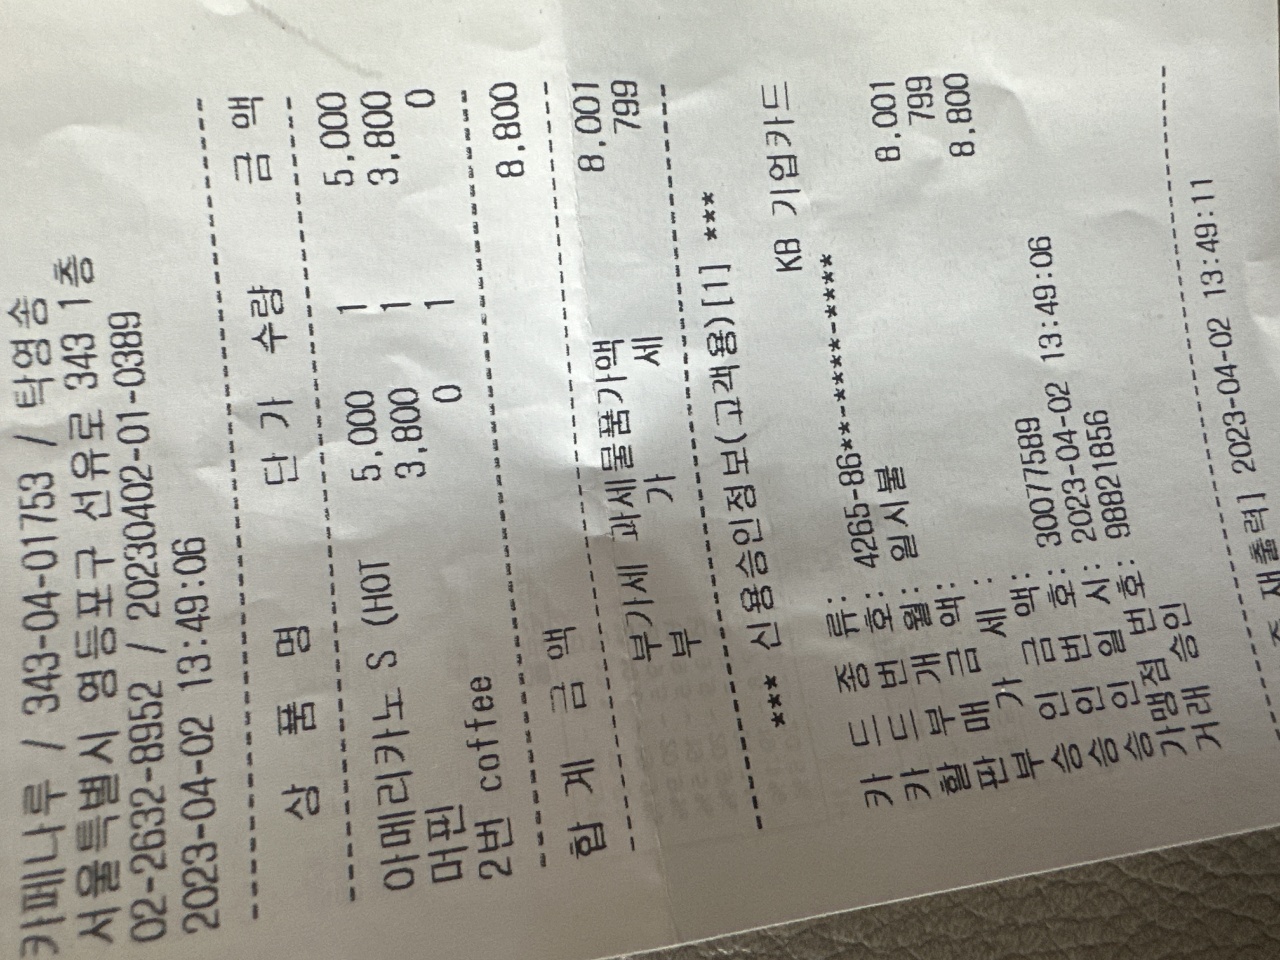 카페나루 / 343-04-01753 / 탁영송
서울특별시 영등포구 선유로 343 1층
02-2632-8952 / 20230402-01-0389
2023-04-02 13:49:06
상 품 명 단 가 수량 금 액
아메리카노 S (HOT 5,000 1 5,000
머핀 3,800 1 3,800
2번 coffee 0 1 0
합 계 금 액 8,800
부가세 과세물품가액 8,001
부 가 세 799
*** 신용승인정보(고객용)[1] ***
카 드 종 류: KB 기업카드
카 드 번 호: 4265-86**-****-****
할 부 개 월: 일시불
판 매 금 액: 8,001
부 가 세 : 799
승 인 금 액: 8,800
승 인 번 호: 30077589
승 인 일 시: 2023-04-02 13:49:06
가맹점 번호: 98821856
거래 승인
재출력] 2023-04-02 13:49:11